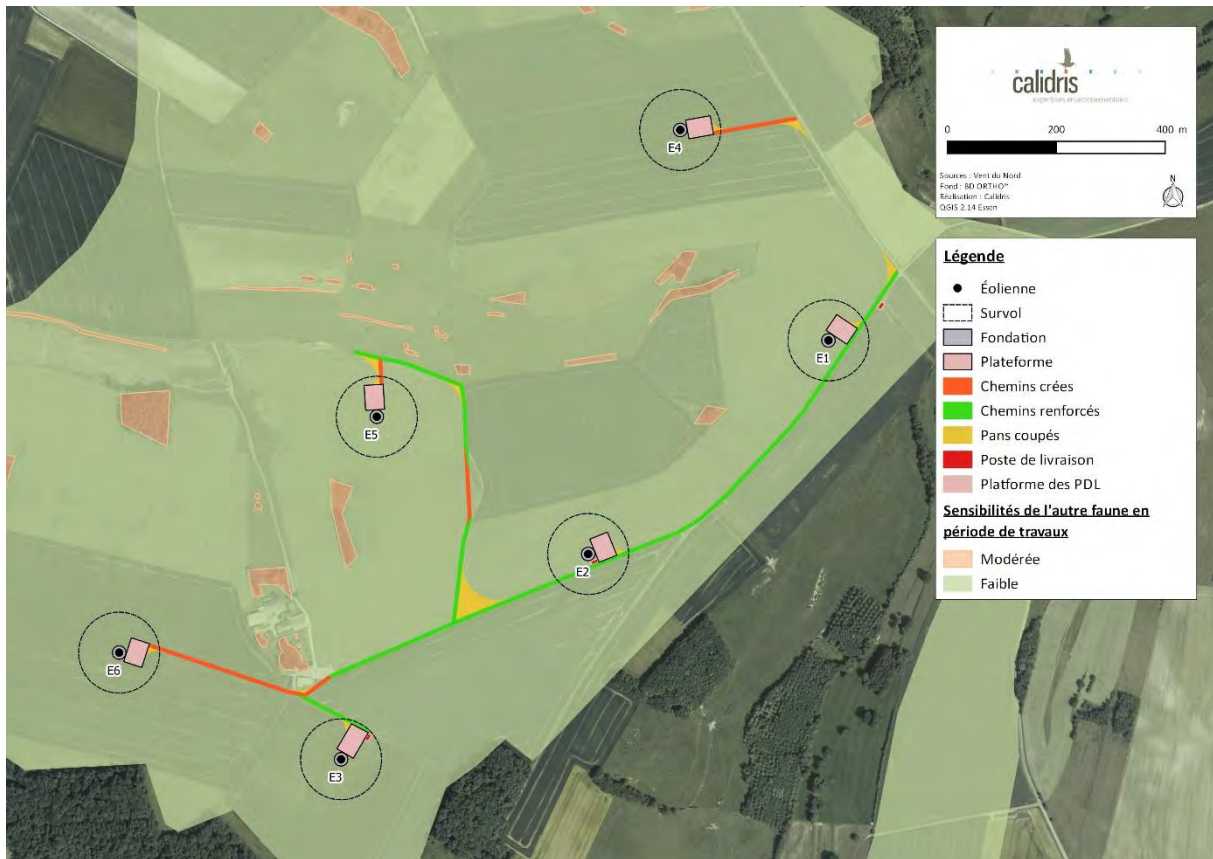 calidris
expertises environnementales
0 200 400 m
Sources : Vent du Nord
Fond : BD ORTHO®
Réalisation : Calidris
QGIS 2.14 Essen
N
Légende
Éolienne
Survol
Fondation
Plateforme
Chemins crées
Chemins renforcés
Pans coupés
Poste de livraison
Platforme des PDL
Sensibilités de l'autre faune en
période de travaux
Modérée
Faible
E4
E1
E5
E2
E6
E3